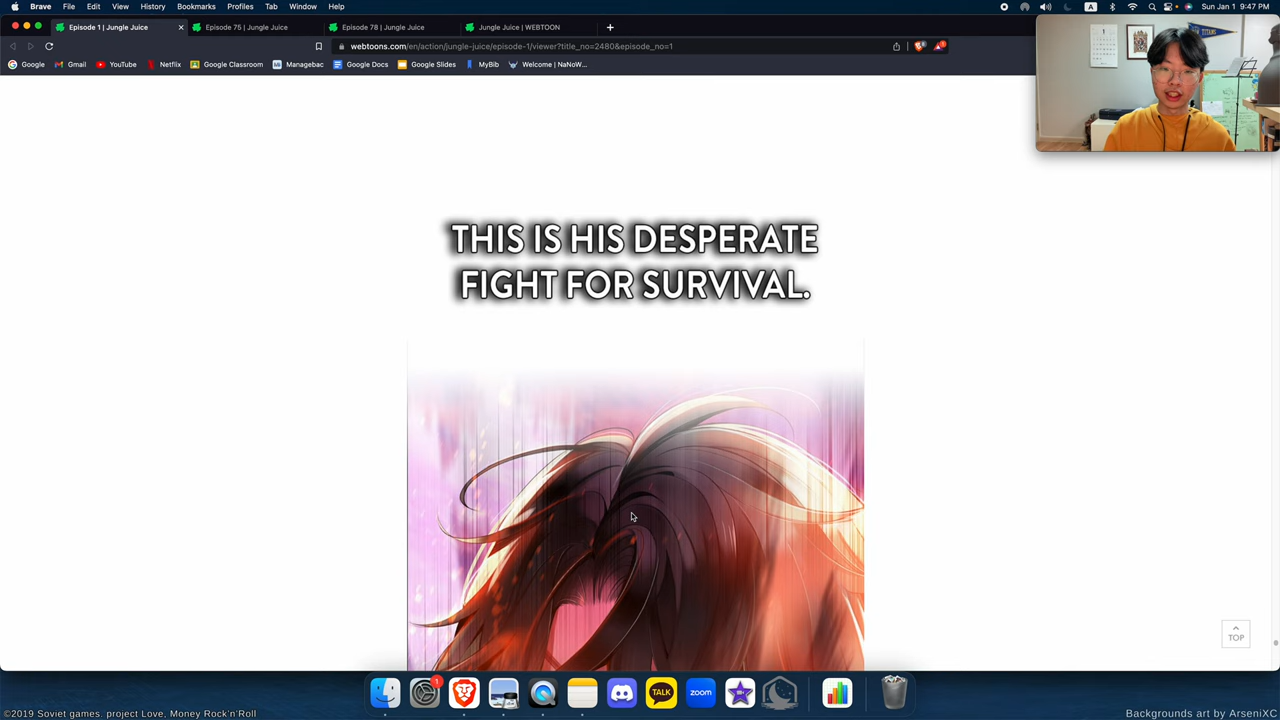 Brave File Edit View History Bookmarks Profiles Tab Window Help
A Sun Jan 1 9:47 PM
Episode 1 | Jungle Juice
Episode 75 | Jungle Juice
Episode 78 | Jungle Juice
Jungle Juice | WEBTOON
webtoons.com/en/action/jungle-juice/episode-1/viewer?title_no=2480&episode_no=1
Google Gmail YouTube Netflix Google Classroom Managebac Google Docs Google Slides MyBib Welcome | NaNoW...
TITANS
THIS IS HIS DESPERATE
FIGHT FOR SURVIVAL.
TOP
1
TALK
zoom
©2019 Soviet games. project Love, Money Rock'n'Roll
Backgrounds art by ArseniXC